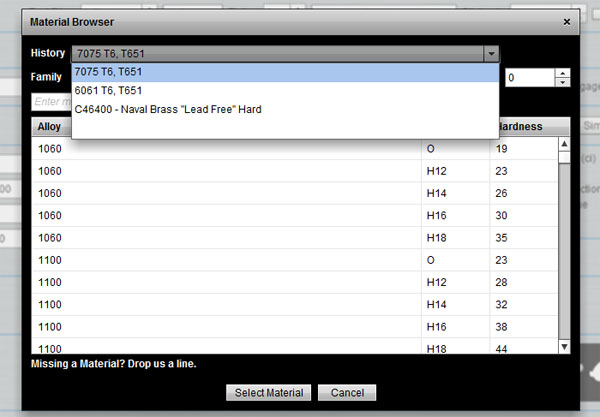 Material Browser ×
History 7075 T6, T651
7075 T6, T651
Family 0
6061 T6, T651
Enter m
C46400 - Naval Brass "Lead Free" Hard
Alloy Hardness
1060 O 19
1060 H12 23
1060 H14 26
1060 H16 30
1060 H18 35
1100 O 23
1100 H12 28
1100 H14 32
1100 H16 38
1100 H18 44
Missing a Material? Drop us a line.
Select Material Cancel